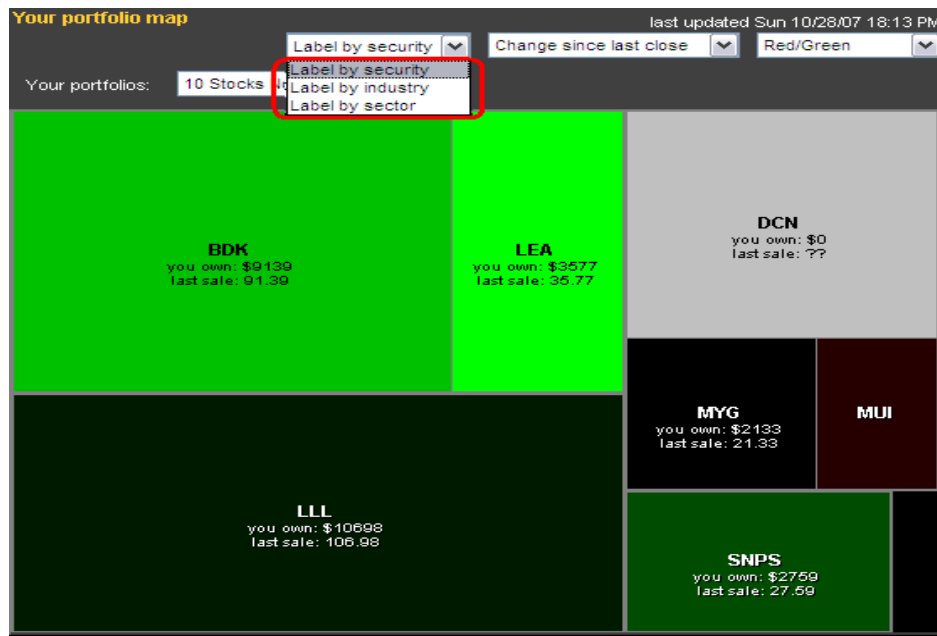 Your portfolio map
last updated Sun 10/28/07 18:13 PM
Label by security
Change since last close
Red/Green
Label by security
Label by industry
Label by sector
Your portfolios:
10 Stocks
BDK
you own: $9139
last sale: 91.39
LEA
you own: $3577
last sale: 35.77
DCN
you own: $0
last sale: ??
MYG
you own: $2133
last sale: 21.33
MUI
LLL
you own: $10698
last sale: 106.98
SNPS
you own: $2759
last sale: 27.59